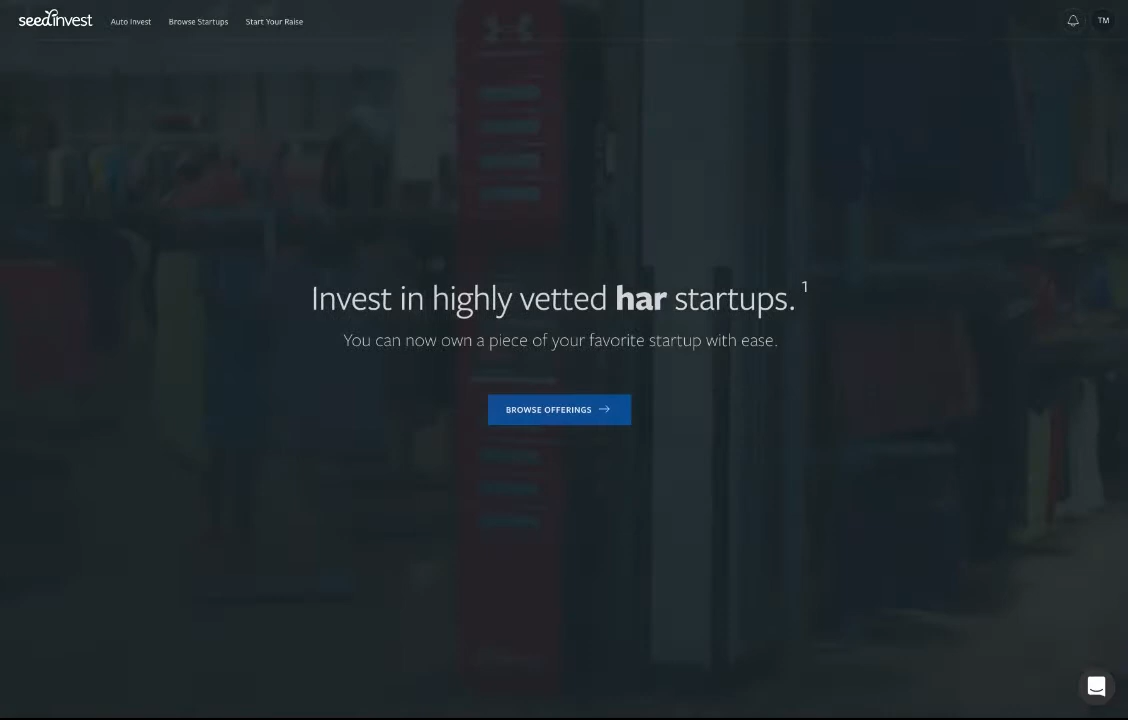 seedinvest
Auto Invest
Browse Startups
Start Your Raise
TM
Invest in highly vetted har startups. 1
You can now own a piece of your favorite startup with ease.
BROWSE OFFERINGS →